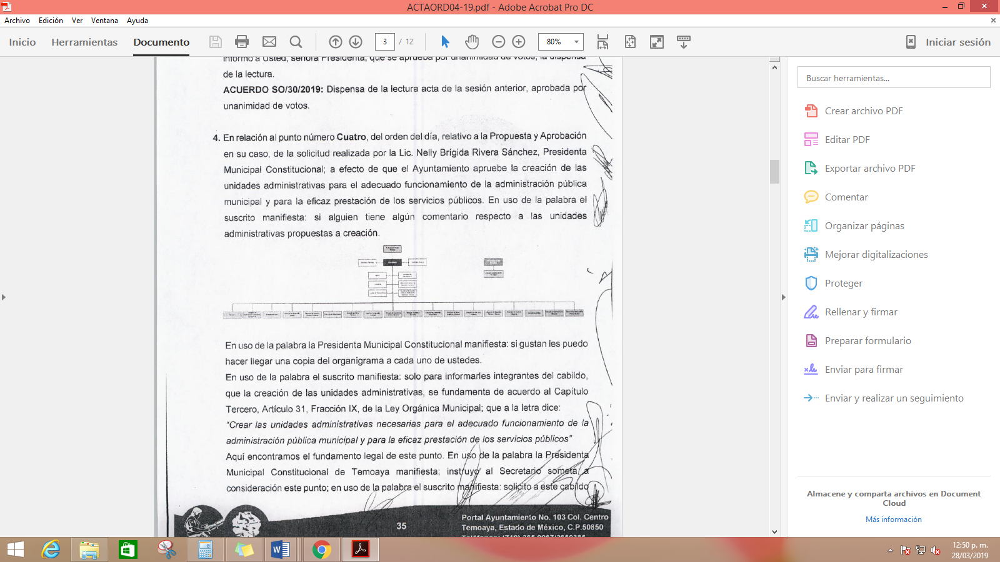 ACTAORD04-19.pdf - Adobe Acrobat Pro DC
Archivo Edición Ver Ventana Ayuda
Inicio Herramientas Documento 3 / 12 80% Iniciar sesión
informo a Usted, señora Presidenta, que se aprueba por unanimidad de votos, la dispensa
de la lectura.
ACUERDO SO/30/2019: Dispensa de la lectura acta de la sesión anterior, aprobada por
unanimidad de votos.
4. En relación al punto número Cuatro, del orden del día, relativo a la Propuesta y Aprobación
en su caso, de la solicitud realizada por la Lic. Nelly Brígida Rivera Sánchez, Presidenta
Municipal Constitucional; a efecto de que el Ayuntamiento apruebe la creación de las
unidades administrativas para el adecuado funcionamiento de la administración pública
municipal y para la eficaz prestación de los servicios públicos. En uso de la palabra el
suscrito manifiesta: si alguien tiene algún comentario respecto a las unidades
administrativas propuestas a creación.
En uso de la palabra la Presidenta Municipal Constitucional manifiesta: si gustan les puedo
hacer llegar una copia del organigrama a cada uno de ustedes.
En uso de la palabra el suscrito manifiesta: solo para informarles integrantes del cabildo,
que la creación de las unidades administrativas, se fundamenta de acuerdo al Capítulo
Tercero, Artículo 31, Fracción IX, de la Ley Orgánica Municipal; que a la letra dice:
"Crear las unidades administrativas necesarias para el adecuado funcionamiento de la
administración pública municipal y para la eficaz prestación de los servicios públicos"
Aquí encontramos el fundamento legal de este punto. En uso de la palabra la Presidenta
Municipal Constitucional de Temoaya manifiesta; instruyo al Secretario someta a
consideración este punto; en uso de la palabra el suscrito manifiesta: solicito a este cabildo
35
Portal Ayuntamiento No. 103 Col. Centro
Temoaya, Estado de México, C.P.50850
Buscar herramientas...
Crear archivo PDF
Editar PDF
Exportar archivo PDF
Comentar
Organizar páginas
Mejorar digitalizaciones
Proteger
Rellenar y firmar
Preparar formulario
Enviar para firmar
Enviar y realizar un seguimiento
Almacene y comparta archivos en Document
Cloud
Más información
12:50 p. m.
28/03/2019